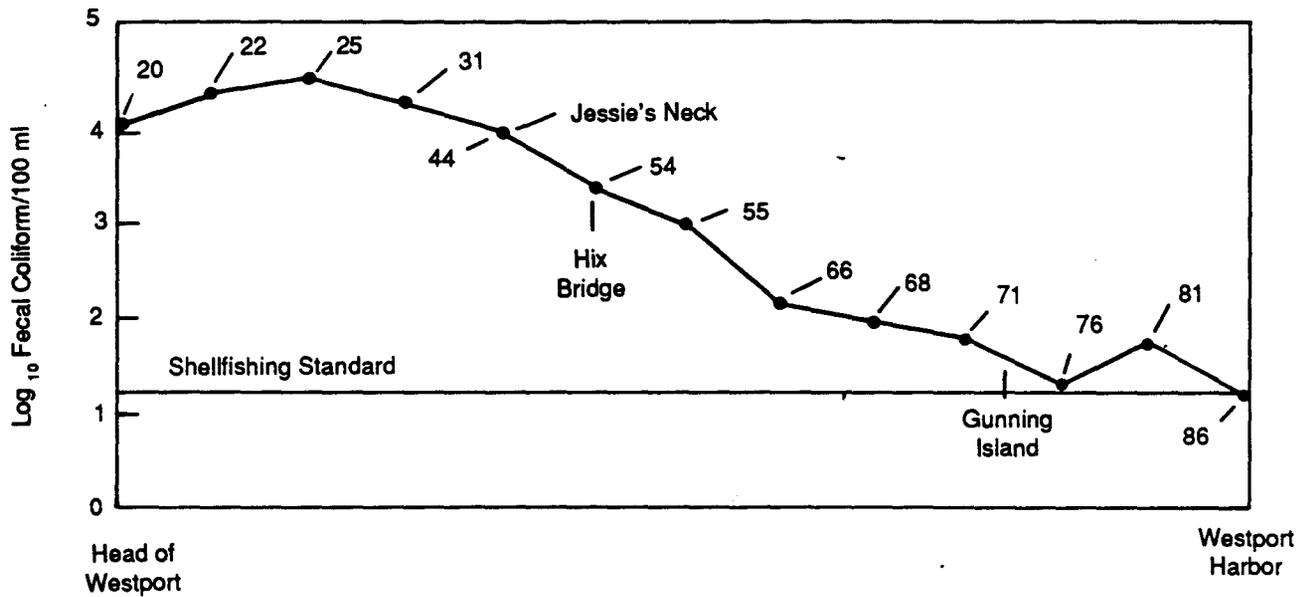 5
20
22
25
31
4
Jessie's Neck
44
54
3
55
Hix
Bridge
66
68
71
2
76
81
Shellfishing Standard
1
Gunning
Island
86
0
Log 10 Fecal Coliform/100 ml
Head of
Westport
Westport
Harbor